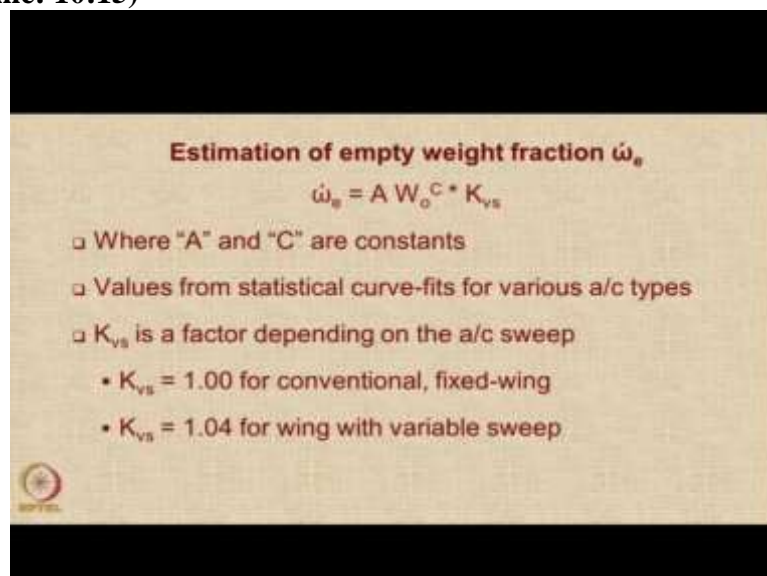 Estimation of empty weight fraction ώₑ
ώₑ = A Wₒᶜ * Kᵥₛ
❑ Where "A" and "C" are constants
❑ Values from statistical curve-fits for various a/c types
❑ Kᵥₛ is a factor depending on the a/c sweep
• Kᵥₛ = 1.00 for conventional, fixed-wing
• Kᵥₛ = 1.04 for wing with variable sweep
NPTEL